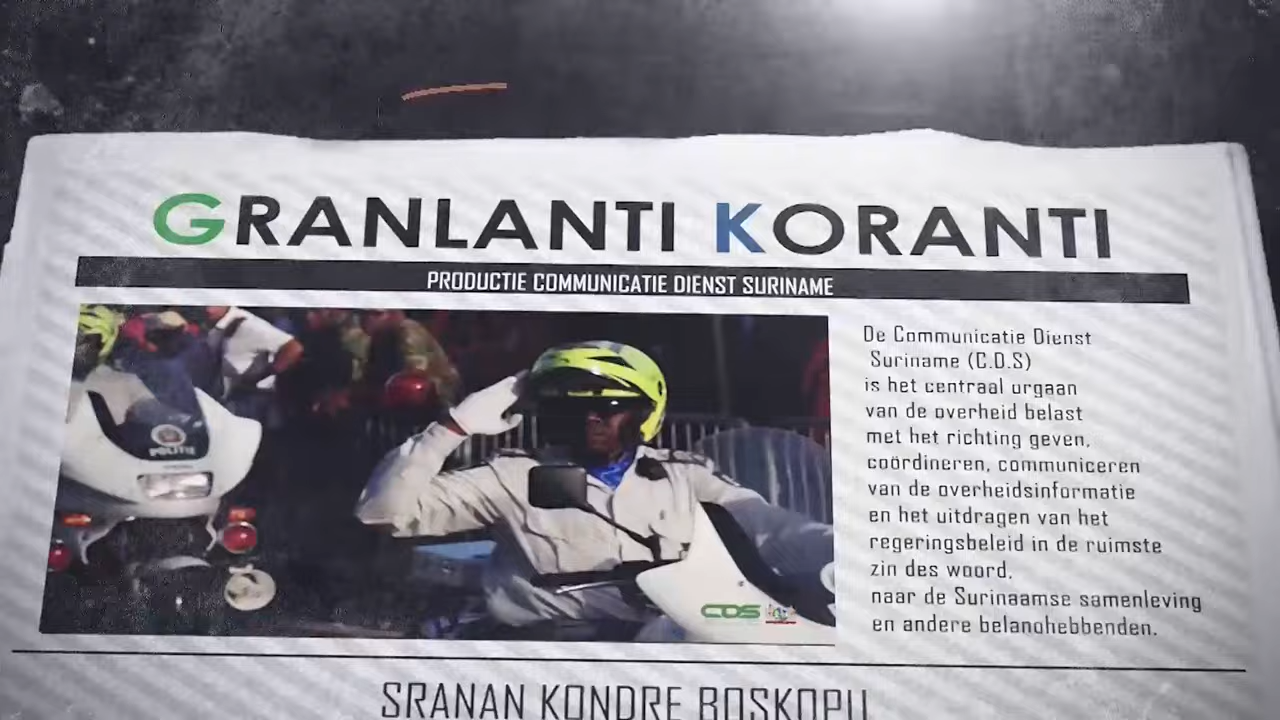 GRANLANTI KORANTI
PRODUCTIE COMMUNICATIE DIENST SURINAME
De Communicatie Dienst
Suriname (C.D.S)
is het centraal orgaan
van de overheid belast
met het richting geven,
coördineren, communiceren
van de overheidsinformatie
en het uitdragen van het
regeringsbeleid in de ruimste
zin des woord,
naar de Surinaamse samenleving
en andere belanghebbenden.
POLITIE
CDS
SRANAN KONDRE BOSKOPU